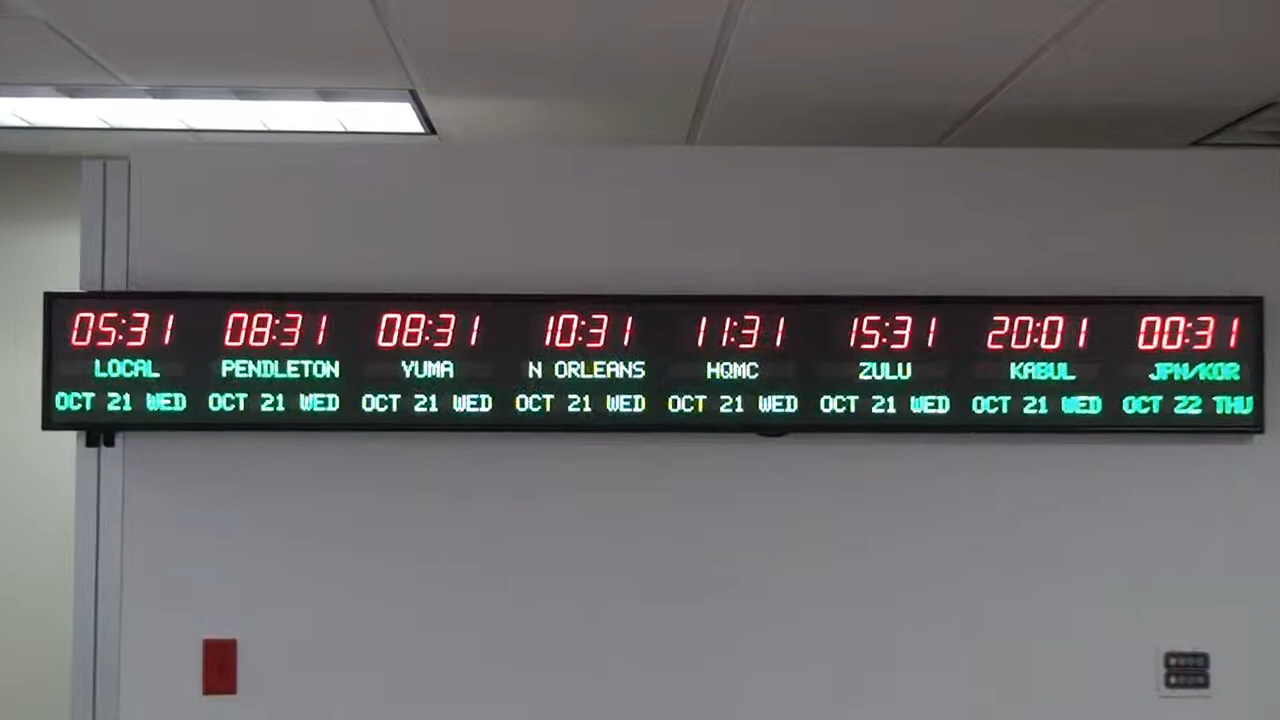 05:31 08:31 08:31 10:31 11:31 15:31 20:01 00:31
LOCAL PENDLETON YUMA N ORLEANS HQMC ZULU KABUL JPN/KOR
OCT 21 WED OCT 21 WED OCT 21 WED OCT 21 WED OCT 21 WED OCT 21 WED OCT 21 WED OCT 22 THU